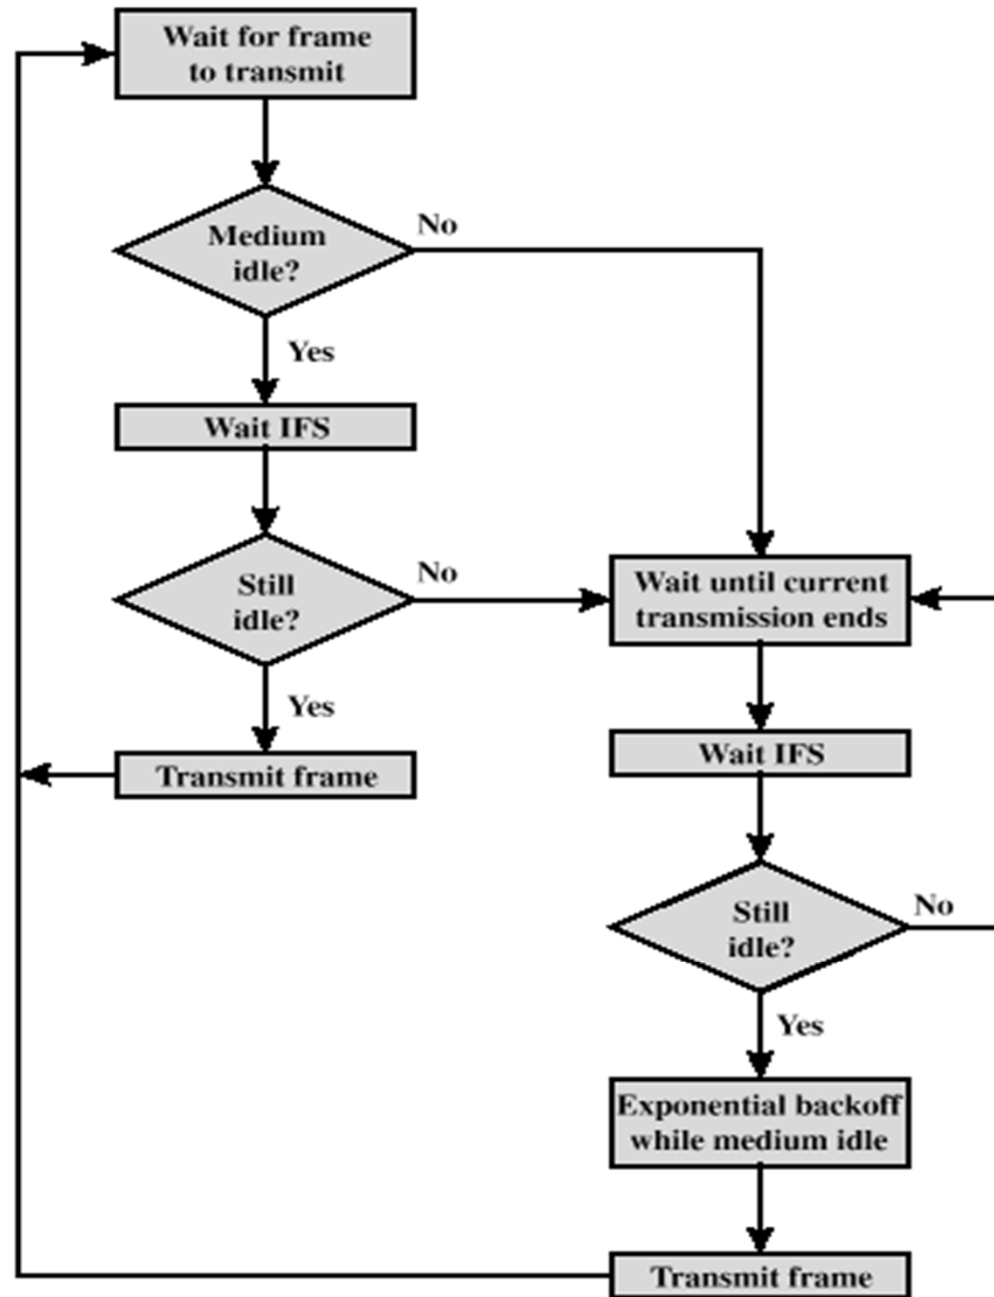 Wait for frame
to transmit
Medium
idle?
No
Yes
Wait IFS
Still
idle?
No
Yes
Transmit frame
Wait until current
transmission ends
Wait IFS
Still
idle?
No
Yes
Exponential backoff
while medium idle
Transmit frame